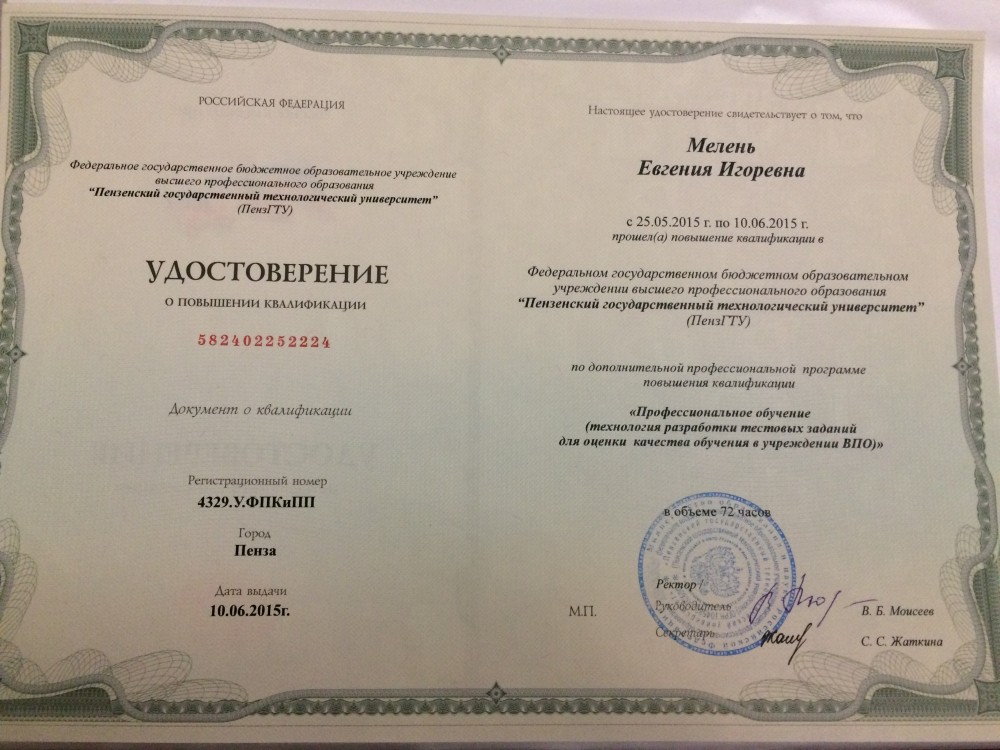 РОССИЙСКАЯ ФЕДЕРАЦИЯ
Федеральное государственное бюджетное образовательное учреждение
высшего профессионального образования
“Пензенский государственный технологический университет”
(ПензГТУ)
УДОСТОВЕРЕНИЕ
О ПОВЫШЕНИИ КВАЛИФИКАЦИИ
582402252224
Документ о квалификации
Регистрационный номер
4329.У.ФПКиПП
Город
Пенза
Дата выдачи
10.06.2015г.
Настоящее удостоверение свидетельствует о том, что
Мелень
Евгения Игоревна
с 25.05.2015 г. по 10.06.2015 г.
прошел(а) повышение квалификации в
Федеральном государственном бюджетном образовательном
учреждении высшего профессионального образования
“Пензенский государственный технологический университет”
(ПензГТУ)
по дополнительной профессиональной программе
повышения квалификации
«Профессиональное обучение
(технология разработки тестовых заданий
для оценки качества обучения в учреждении ВПО)»
в объеме 72 часов
Ректор /
Руководитель
В. Б. Моисеев
М.П.
Секретарь
С. С. Жаткина